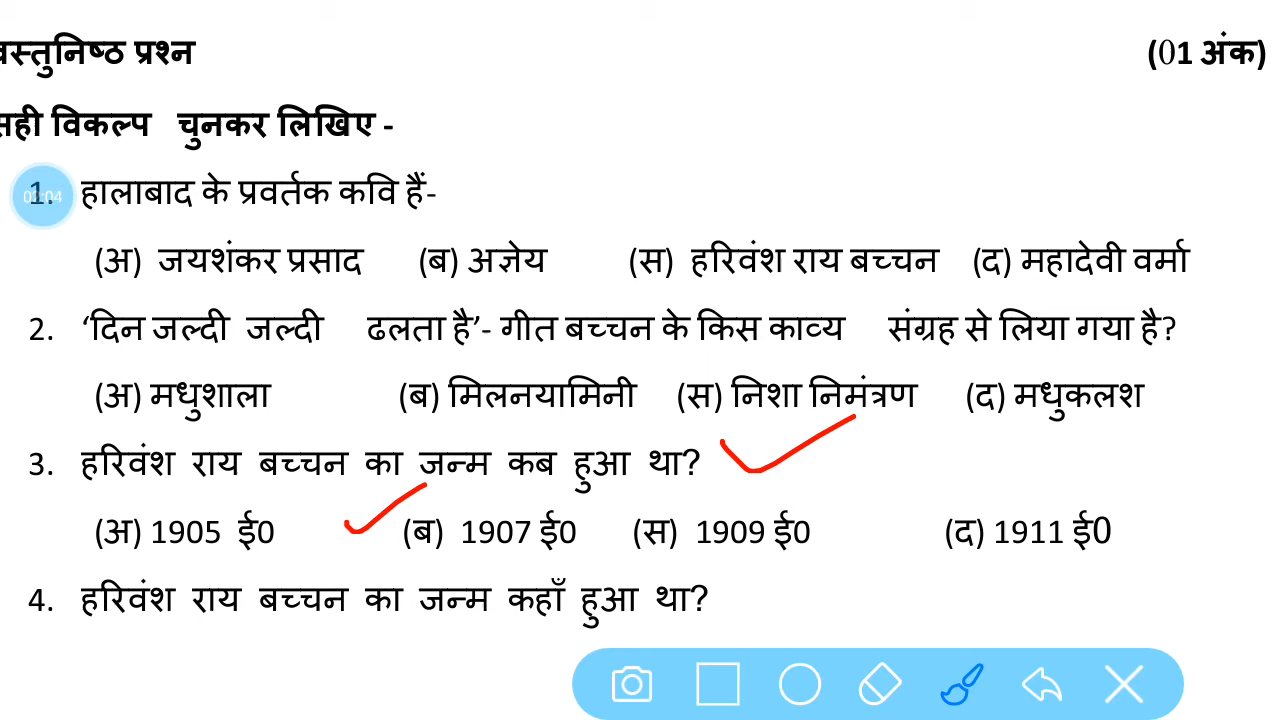 वस्तुनिष्ठ प्रश्न (01 अंक)
सही विकल्प चुनकर लिखिए -
1. हालाबाद के प्रवर्तक कवि हैं-
(अ) जयशंकर प्रसाद (ब) अज्ञेय (स) हरिवंश राय बच्चन (द) महादेवी वर्मा
2. ‘दिन जल्दी जल्दी ढलता है’- गीत बच्चन के किस काव्य संग्रह से लिया गया है?
(अ) मधुशाला (ब) मिलनयामिनी (स) निशा निमंत्रण (द) मधुकलश
3. हरिवंश राय बच्चन का जन्म कब हुआ था?
(अ) 1905 ई0 (ब) 1907 ई0 (स) 1909 ई0 (द) 1911 ई0
4. हरिवंश राय बच्चन का जन्म कहाँ हुआ था?